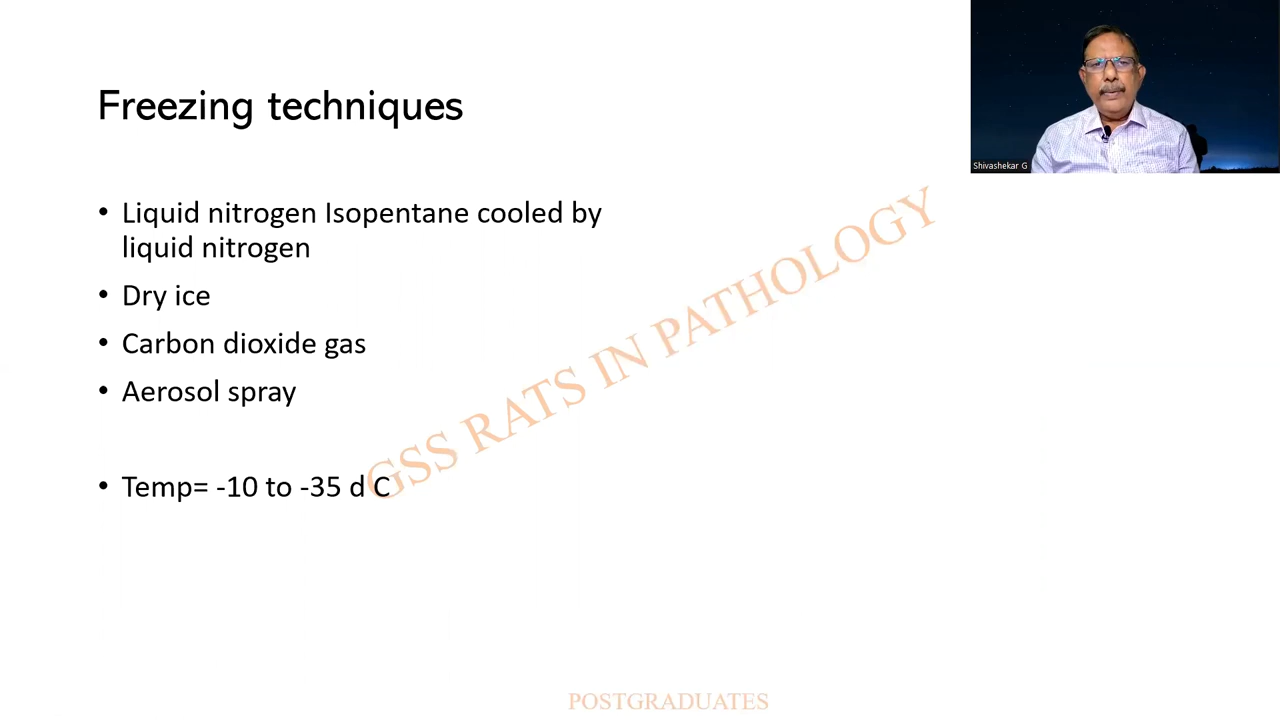 Freezing techniques
• Liquid nitrogen Isopentane cooled by
liquid nitrogen
• Dry ice
• Carbon dioxide gas
• Aerosol spray
• Temp= -10 to -35 d C
GSS RATS IN PATHOLOGY
POSTGRADUATES
Shivashekar G